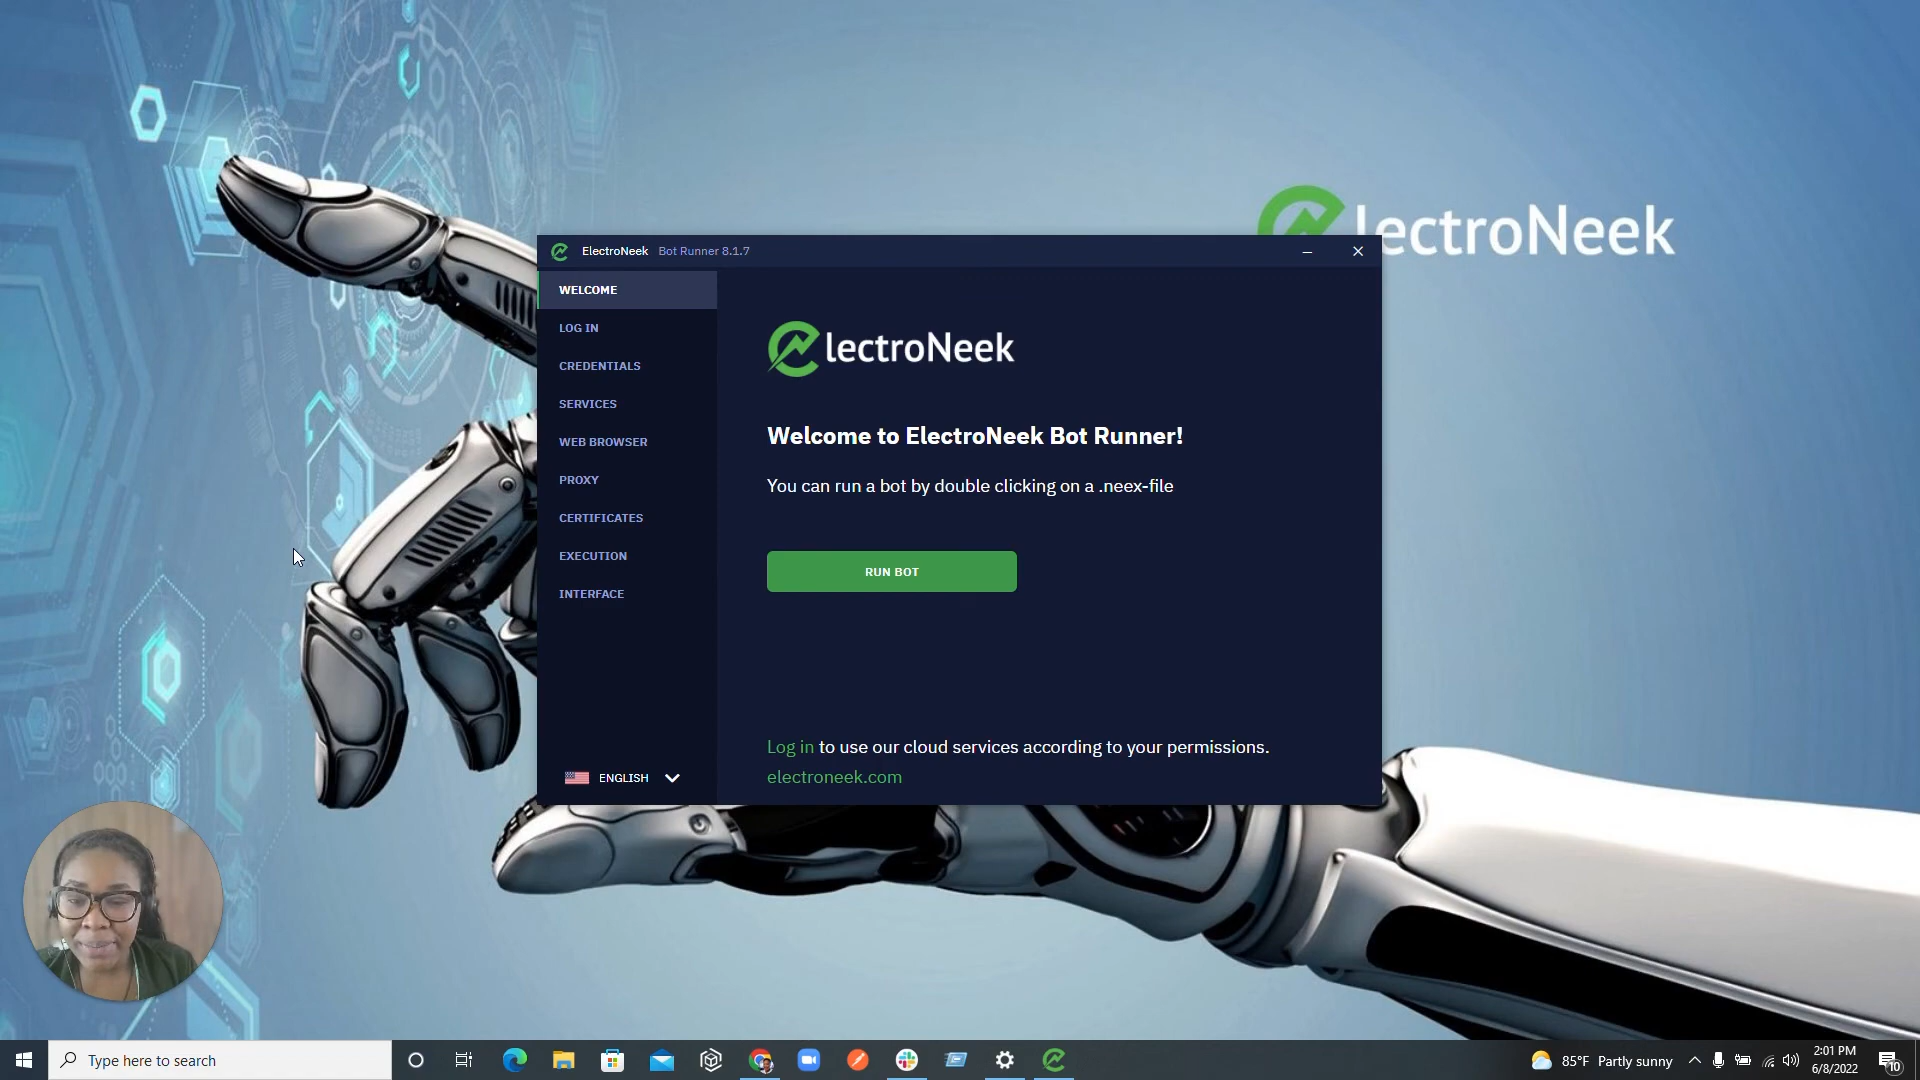 lectroNeek
ElectroNeek Bot Runner 8.1.7
WELCOME
LOG IN
CREDENTIALS
SERVICES
WEB BROWSER
PROXY
CERTIFICATES
EXECUTION
INTERFACE
ENGLISH
lectroNeek
Welcome to ElectroNeek Bot Runner!
You can run a bot by double clicking on a .neex-file
RUN BOT
Log in to use our cloud services according to your permissions.
electroneek.com
Type here to search
85°F Partly sunny
2:01 PM
6/8/2022
10